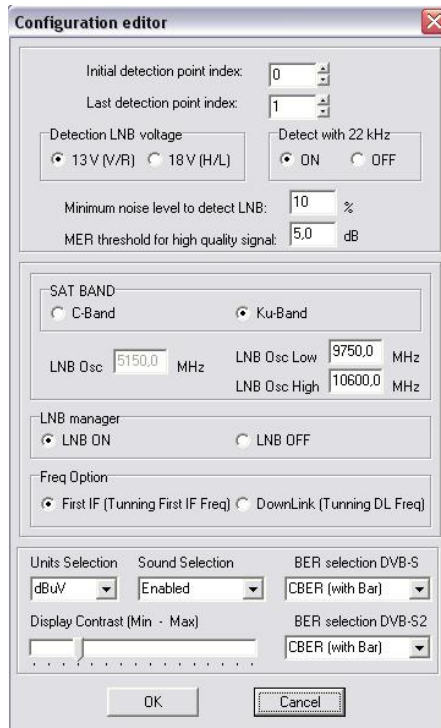 Configuration editor
Initial detection point index: 0
Last detection point index: 1
Detection LNB voltage
13 V (V/R) 18 V (H/L)
Detect with 22 kHz
ON OFF
Minimum noise level to detect LNB: 10 %
MER threshold for high quality signal: 5,0 dB
SAT BAND
C-Band Ku-Band
LNB Osc 5150,0 MHz
LNB Osc Low 9750,0 MHz
LNB Osc High 10600,0 MHz
LNB manager
LNB ON LNB OFF
Freq Option
First IF (Tunning First IF Freq) DownLink (Tunning DL Freq)
Units Selection Sound Selection BER selection DVB-S
dBuV Enabled CBER (with Bar)
Display Contrast (Min - Max) BER selection DVB-S2
CBER (with Bar)
OK Cancel